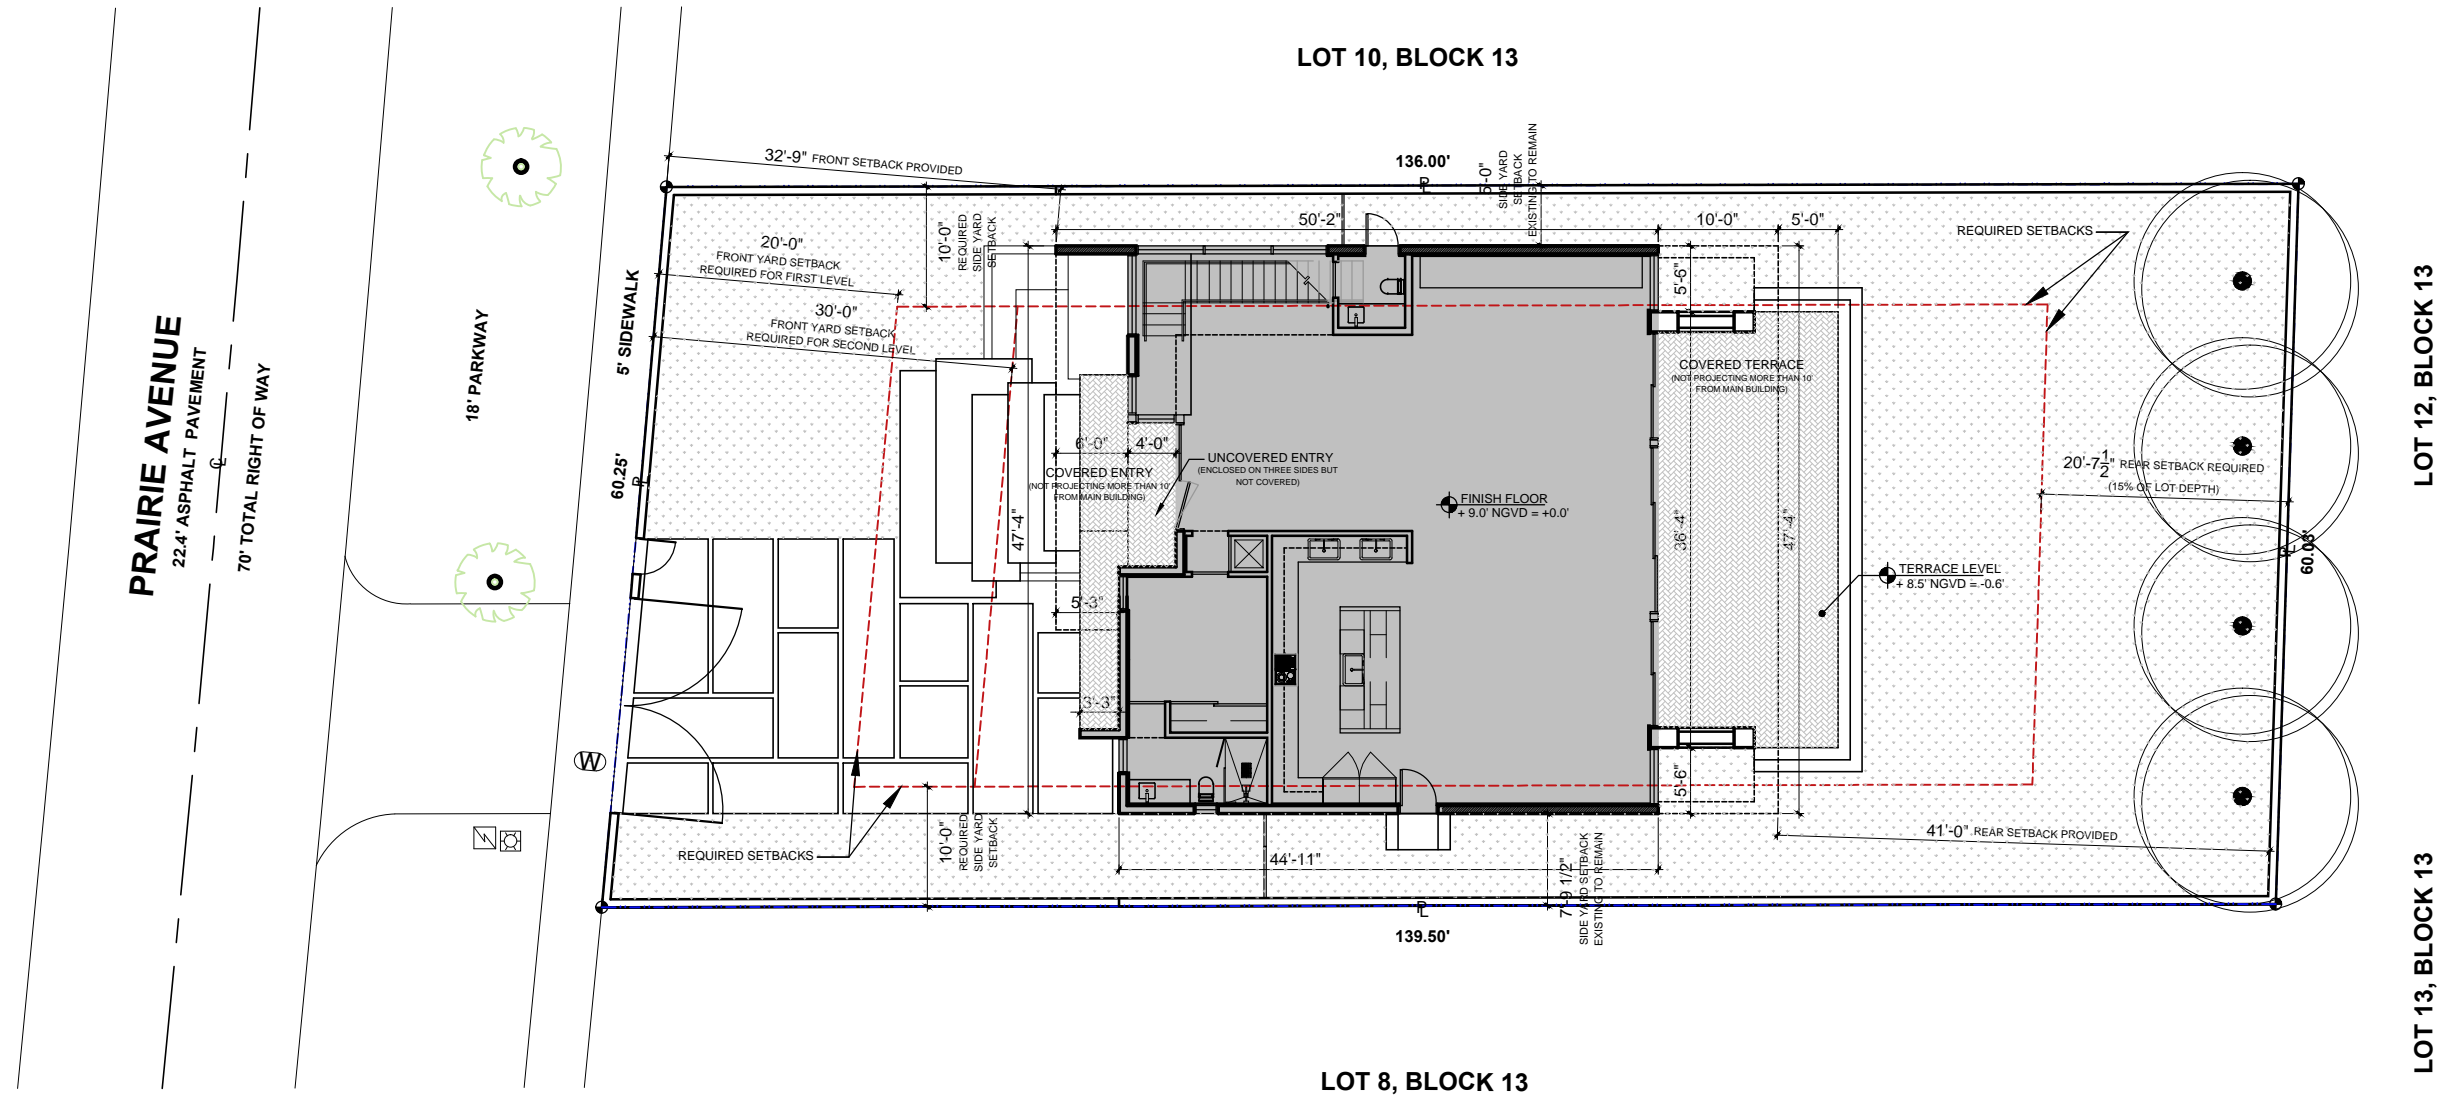 LOT 10, BLOCK 13
136.00'
PL
32'-9" FRONT SETBACK PROVIDED
5'-0"
SIDE YARD
SETBACK
EXISTING TO REMAIN
10'-0"
REQUIRED
SIDE YARD
SETBACK
50'-2"
10'-0"
5'-0"
REQUIRED SETBACKS
20'-0"
FRONT YARD SETBACK
REQUIRED FOR FIRST LEVEL
30'-0"
FRONT YARD SETBACK
REQUIRED FOR SECOND LEVEL
5'-6"
5' SIDEWALK
18' PARKWAY
PRAIRIE AVENUE
22.4' ASPHALT PAVEMENT
CL
70' TOTAL RIGHT OF WAY
60.25'
PL
COVERED TERRACE
(NOT PROJECTING MORE THAN 10'
FROM MAIN BUILDING)
LOT 12, BLOCK 13
6'-0"
4'-0"
COVERED ENTRY
(NOT PROJECTING MORE THAN 10'
FROM MAIN BUILDING)
UNCOVERED ENTRY
(ENCLOSED ON THREE SIDES BUT
NOT COVERED)
FINISH FLOOR
+ 9.0' NGVD = +0.0'
20'-7 1/2" REAR SETBACK REQUIRED
(15% OF LOT DEPTH)
47'-4"
36'-4"
47'-4"
PL
60.03'
TERRACE LEVEL
+ 8.5' NGVD = -0.6'
5'-3"
3'-3"
W
5'-6"
REQUIRED SETBACKS
10'-0"
REQUIRED
SIDE YARD
SETBACK
44'-11"
7'-9 1/2"
SIDE YARD SETBACK
EXISTING TO REMAIN
41'-0" REAR SETBACK PROVIDED
PL
139.50'
LOT 13, BLOCK 13
LOT 8, BLOCK 13